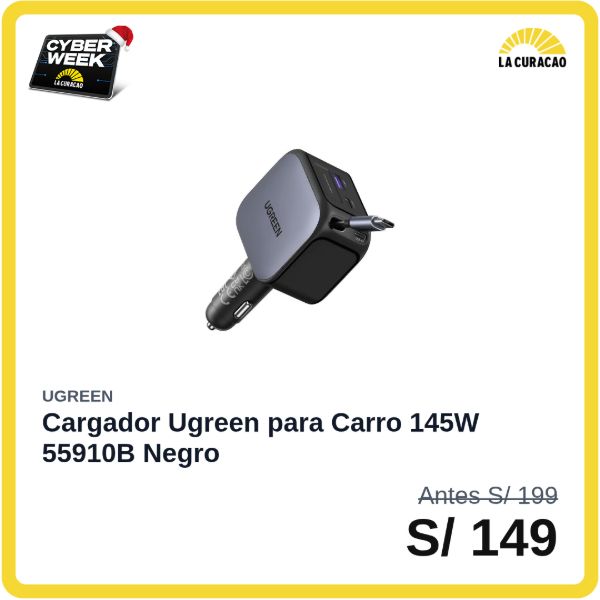 CYBER
WEEK
LA CURACAO
LA CURACAO
UGREEN
UGREEN
Cargador Ugreen para Carro 145W
55910B Negro
Antes S/ 199
S/ 149